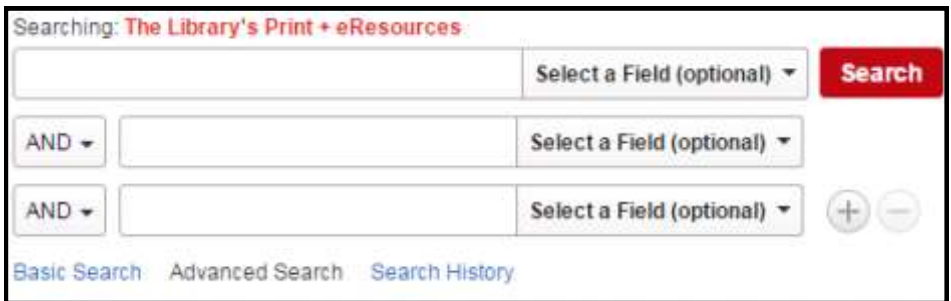 Searching: The Library's Print + eResources
Select a Field (optional) Search
AND Select a Field (optional)
AND Select a Field (optional)
Basic Search Advanced Search Search History